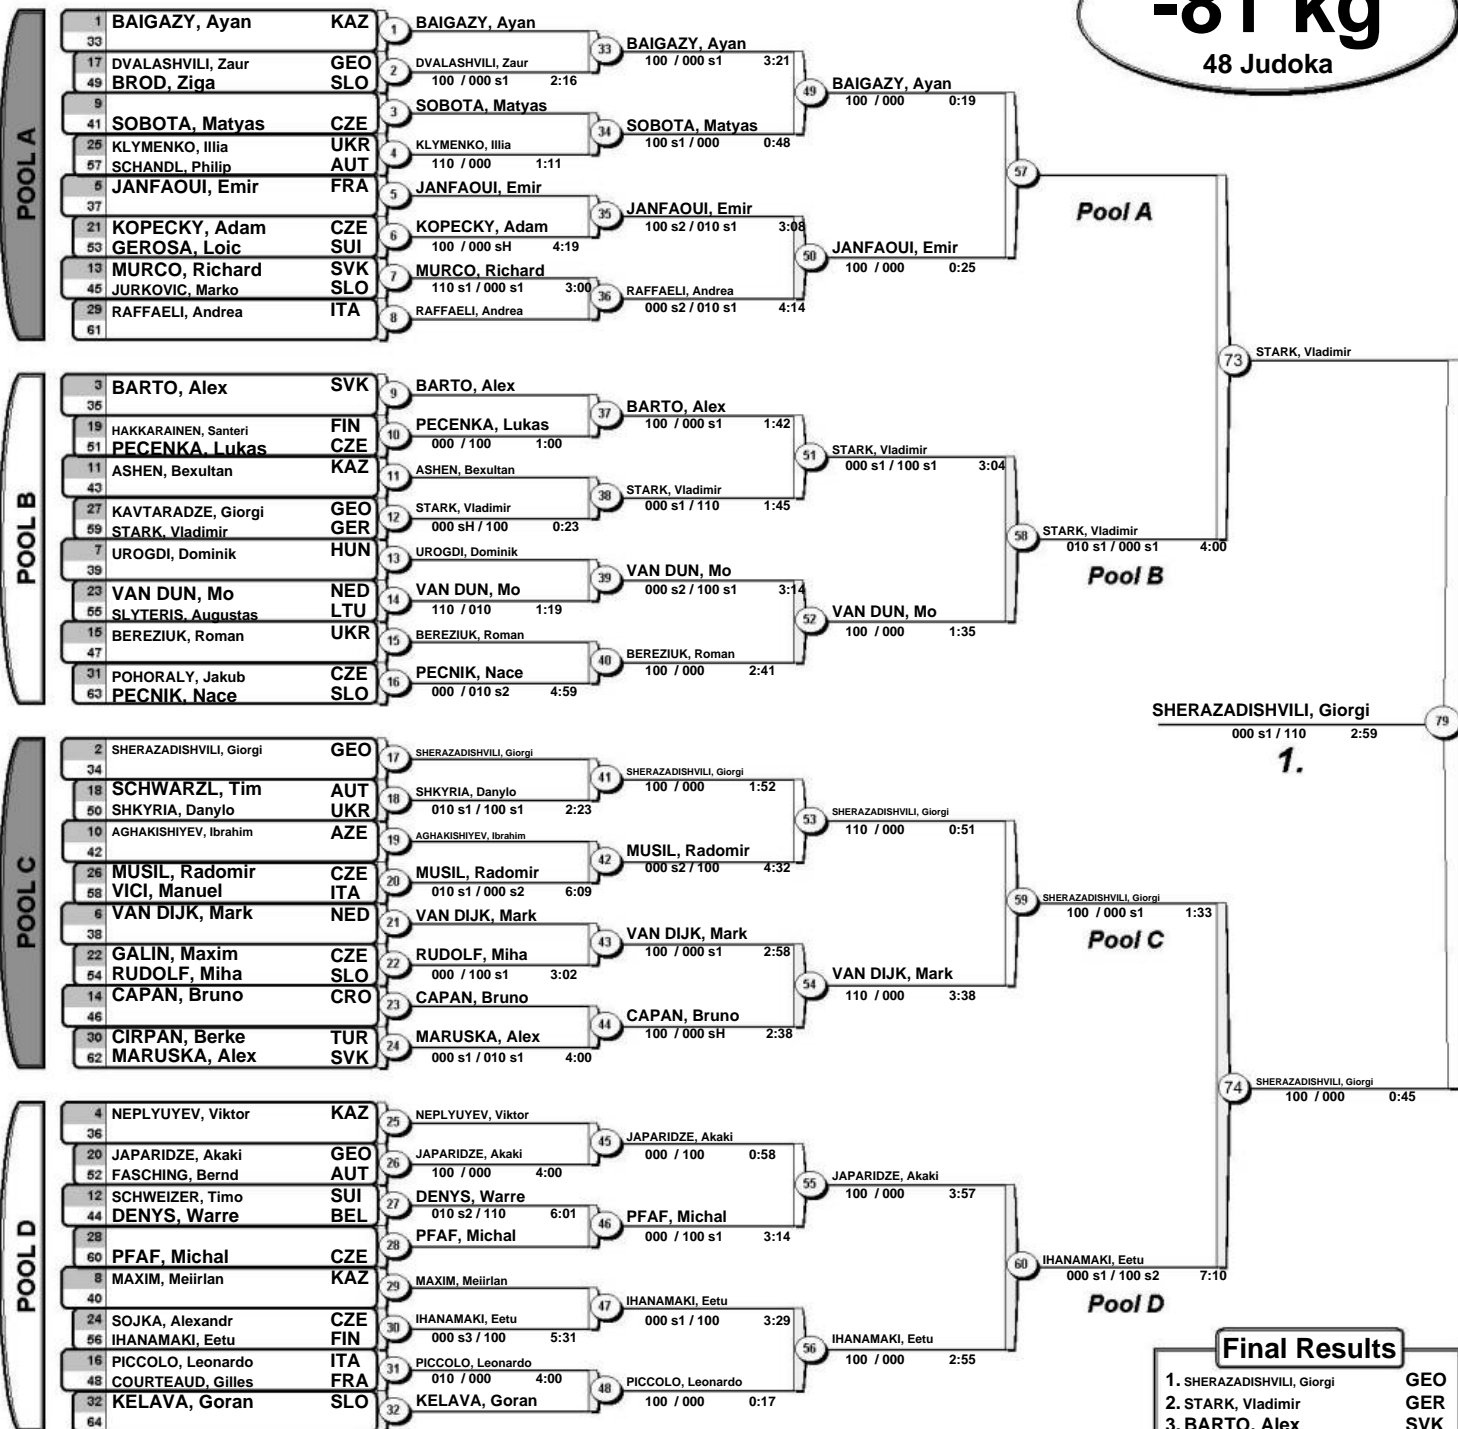 -81 kg
48 Judoka
POOL A
1 BAIGAZY, Ayan KAZ
33
17 DVALASHVILI, Zaur GEO
49 BROD, Ziga SLO
9
41 SOBOTA, Matyas CZE
25 KLYMENKO, Illia UKR
57 SCHANDL, Philip AUT
5 JANFAOUI, Emir FRA
37
21 KOPECKY, Adam CZE
53 GEROSA, Loic SUI
13 MURCO, Richard SVK
45 JURKOVIC, Marko SLO
29 RAFFAELI, Andrea ITA
61
1 BAIGAZY, Ayan
2 DVALASHVILI, Zaur
100 / 000 s1 2:16
3 SOBOTA, Matyas
4 KLYMENKO, Illia
110 / 000 1:11
5 JANFAOUI, Emir
6 KOPECKY, Adam
100 / 000 sH 4:19
7 MURCO, Richard
110 s1 / 000 s1 3:00
8 RAFFAELI, Andrea
33 BAIGAZY, Ayan
100 / 000 s1 3:21
34 SOBOTA, Matyas
100 s1 / 000 0:48
35 JANFAOUI, Emir
100 s2 / 010 s1 3:08
36 RAFFAELI, Andrea
000 s2 / 010 s1 4:14
49 BAIGAZY, Ayan
100 / 000 0:19
50 JANFAOUI, Emir
100 / 000 0:25
57
Pool A
POOL B
3 BARTO, Alex SVK
35
19 HAKKARAINEN, Santeri FIN
51 PECENKA, Lukas CZE
11 ASHEN, Bexultan KAZ
43
27 KAVTARADZE, Giorgi GEO
59 STARK, Vladimir GER
7 UROGDI, Dominik HUN
39
23 VAN DUN, Mo NED
55 SLYTERIS, Augustas LTU
15 BEREZIUK, Roman UKR
47
31 POHORALY, Jakub CZE
63 PECNIK, Nace SLO
9 BARTO, Alex
10 PECENKA, Lukas
000 / 100 1:00
11 ASHEN, Bexultan
12 STARK, Vladimir
000 sH / 100 0:23
13 UROGDI, Dominik
14 VAN DUN, Mo
110 / 010 1:19
15 BEREZIUK, Roman
16 PECNIK, Nace
000 / 010 s2 4:59
37 BARTO, Alex
100 / 000 s1 1:42
38 STARK, Vladimir
000 s1 / 110 1:45
39 VAN DUN, Mo
000 s2 / 100 s1 3:14
40 BEREZIUK, Roman
100 / 000 2:41
51 STARK, Vladimir
000 s1 / 100 s1 3:04
52 VAN DUN, Mo
100 / 000 1:35
58 STARK, Vladimir
010 s1 / 000 s1 4:00
Pool B
73 STARK, Vladimir
SHERAZADISHVILI, Giorgi 79
000 s1 / 110 2:59
1.
POOL C
2 SHERAZADISHVILI, Giorgi GEO
34
18 SCHWARZL, Tim AUT
50 SHKYRIA, Danylo UKR
10 AGHAKISHIYEV, Ibrahim AZE
42
26 MUSIL, Radomir CZE
58 VICI, Manuel ITA
6 VAN DIJK, Mark NED
38
22 GALIN, Maxim CZE
54 RUDOLF, Miha SLO
14 CAPAN, Bruno CRO
46
30 CIRPAN, Berke TUR
62 MARUSKA, Alex SVK
17 SHERAZADISHVILI, Giorgi
18 SHKYRIA, Danylo
010 s1 / 100 s1 2:23
19 AGHAKISHIYEV, Ibrahim
20 MUSIL, Radomir
010 s1 / 000 s2 6:09
21 VAN DIJK, Mark
22 RUDOLF, Miha
000 / 100 s1 3:02
23 CAPAN, Bruno
24 MARUSKA, Alex
000 s1 / 010 s1 4:00
41 SHERAZADISHVILI, Giorgi
100 / 000 1:52
42 MUSIL, Radomir
000 s2 / 100 4:32
43 VAN DIJK, Mark
100 / 000 s1 2:58
44 CAPAN, Bruno
100 / 000 sH 2:38
53 SHERAZADISHVILI, Giorgi
110 / 000 0:51
54 VAN DIJK, Mark
110 / 000 3:38
59 SHERAZADISHVILI, Giorgi
100 / 000 s1 1:33
Pool C
74 SHERAZADISHVILI, Giorgi
100 / 000 0:45
POOL D
4 NEPLYUYEV, Viktor KAZ
36
20 JAPARIDZE, Akaki GEO
52 FASCHING, Bernd AUT
12 SCHWEIZER, Timo SUI
44 DENYS, Warre BEL
28
60 PFAF, Michal CZE
8 MAXIM, Meiirlan KAZ
40
24 SOJKA, Alexandr CZE
56 IHANAMAKI, Eetu FIN
16 PICCOLO, Leonardo ITA
48 COURTEAUD, Gilles FRA
32 KELAVA, Goran SLO
64
25 NEPLYUYEV, Viktor
26 JAPARIDZE, Akaki
100 / 000 4:00
27 DENYS, Warre
010 s2 / 110 6:01
28 PFAF, Michal
29 MAXIM, Meiirlan
30 IHANAMAKI, Eetu
000 s3 / 100 5:31
31 PICCOLO, Leonardo
010 / 000 4:00
32 KELAVA, Goran
45 JAPARIDZE, Akaki
000 / 100 0:58
46 PFAF, Michal
000 / 100 s1 3:14
47 IHANAMAKI, Eetu
000 s1 / 100 3:29
48 PICCOLO, Leonardo
100 / 000 0:17
55 JAPARIDZE, Akaki
100 / 000 3:57
56 IHANAMAKI, Eetu
100 / 000 2:55
60 IHANAMAKI, Eetu
000 s1 / 100 s2 7:10
Pool D
Final Results
1. SHERAZADISHVILI, Giorgi GEO
2. STARK, Vladimir GER
3. BARTO, Alex SVK